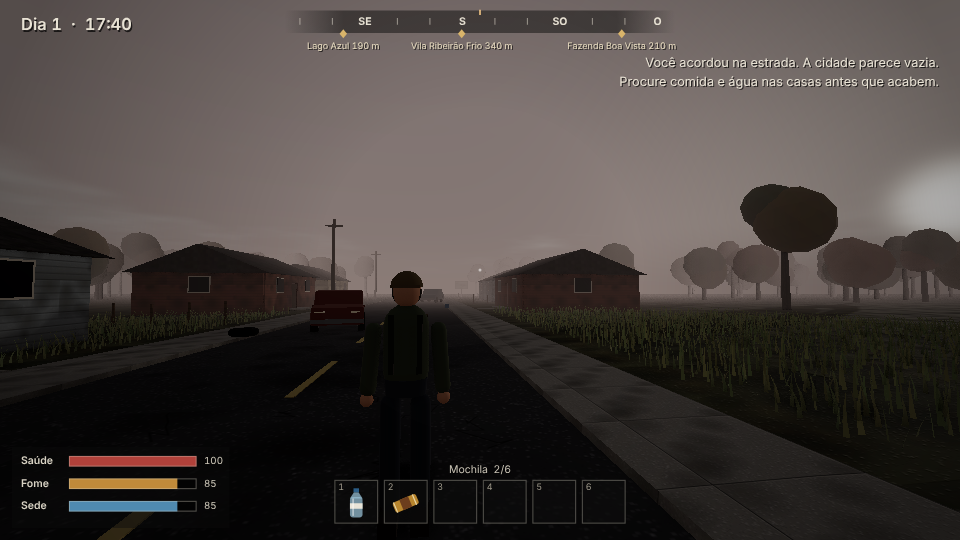 Dia 1 · 17:40
SE S SO O
Lago Azul 190 m Vila Ribeirão Frio 340 m Fazenda Boa Vista 210 m
Você acordou na estrada. A cidade parece vazia.
Procure comida e água nas casas antes que acabem.
Saúde 100
Fome 85
Sede 85
Mochila 2/6
1 2 3 4 5 6